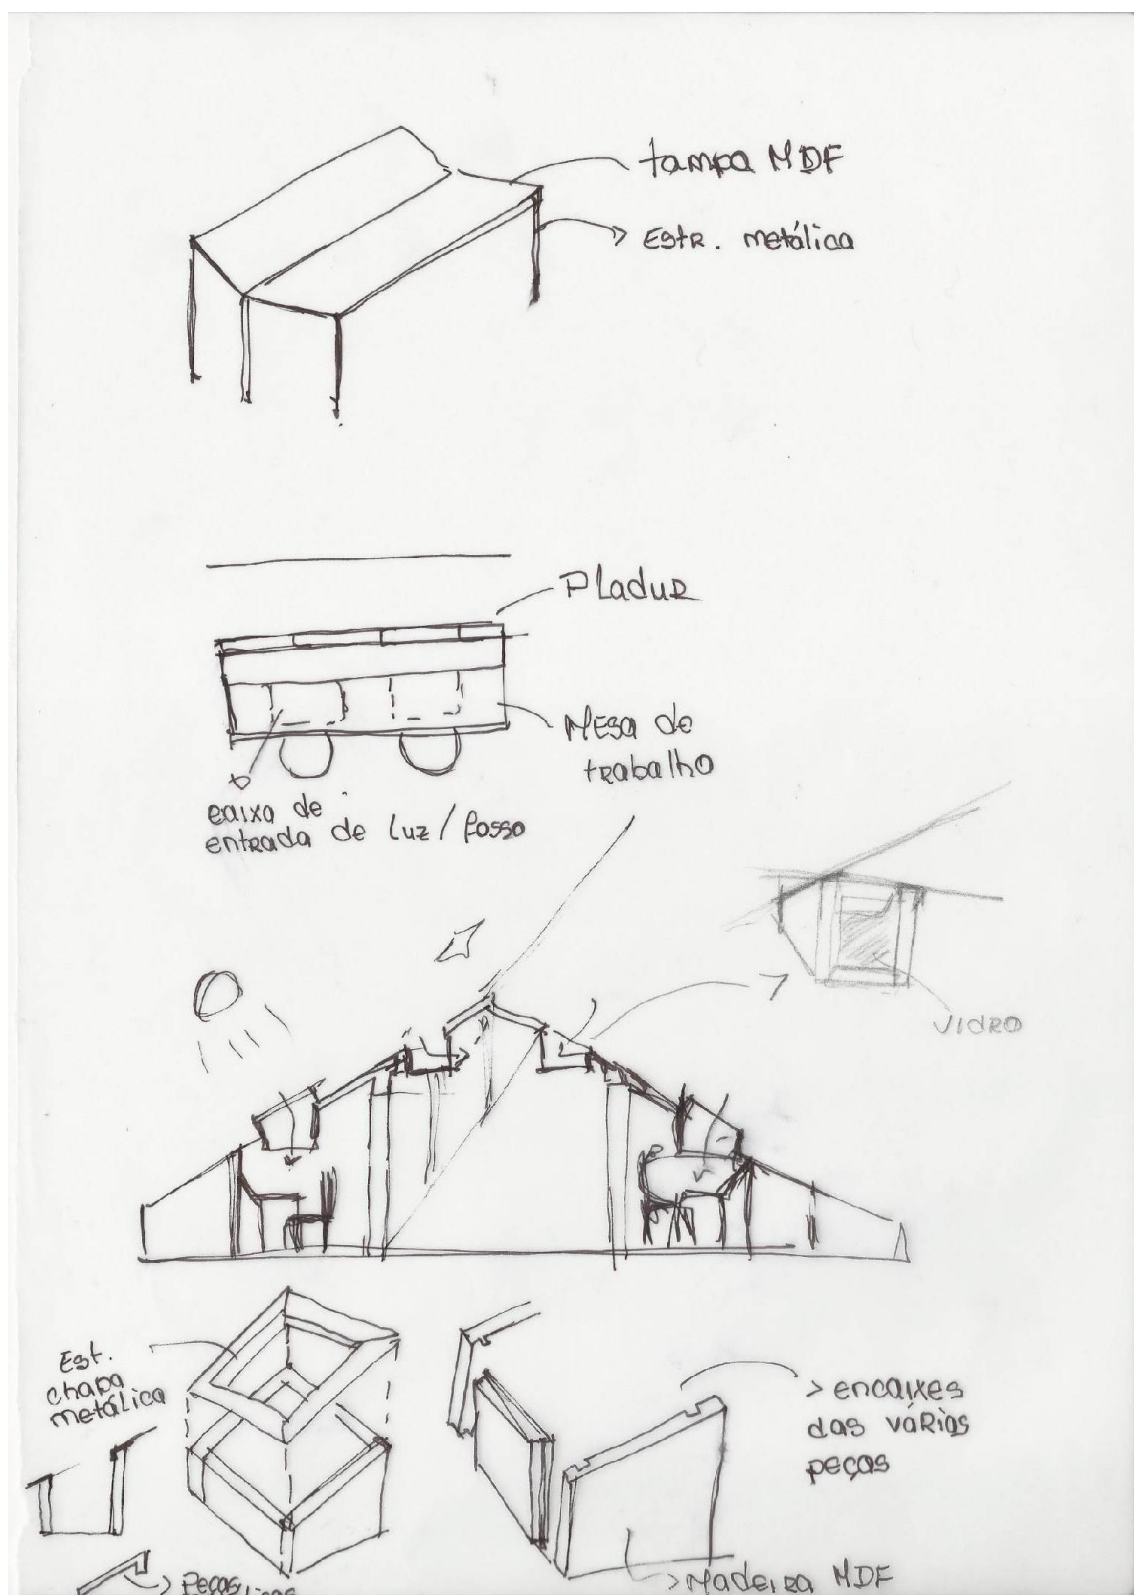 tampa MDF
Estr. metálica
Pladur
Mesa de
trabalho
caixa de
entrada de luz / fosso
VIDRO
Est.
chapa
metálica
> encaixes
das várias
peças
> Peças
> Madeira MDF